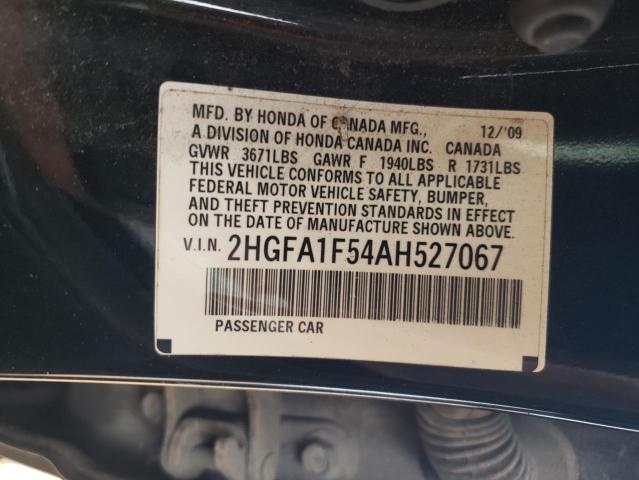 MFD. BY HONDA OF CANADA MFG., 12/'09
A DIVISION OF HONDA CANADA INC. CANADA
GVWR 3671LBS GAWR F 1940LBS R 1731LBS
THIS VEHICLE CONFORMS TO ALL APPLICABLE
FEDERAL MOTOR VEHICLE SAFETY, BUMPER,
AND THEFT PREVENTION STANDARDS IN EFFECT
ON THE DATE OF MANUFACTURE SHOWN ABOVE.
V.I.N. 2HGFA1F54AH527067
PASSENGER CAR